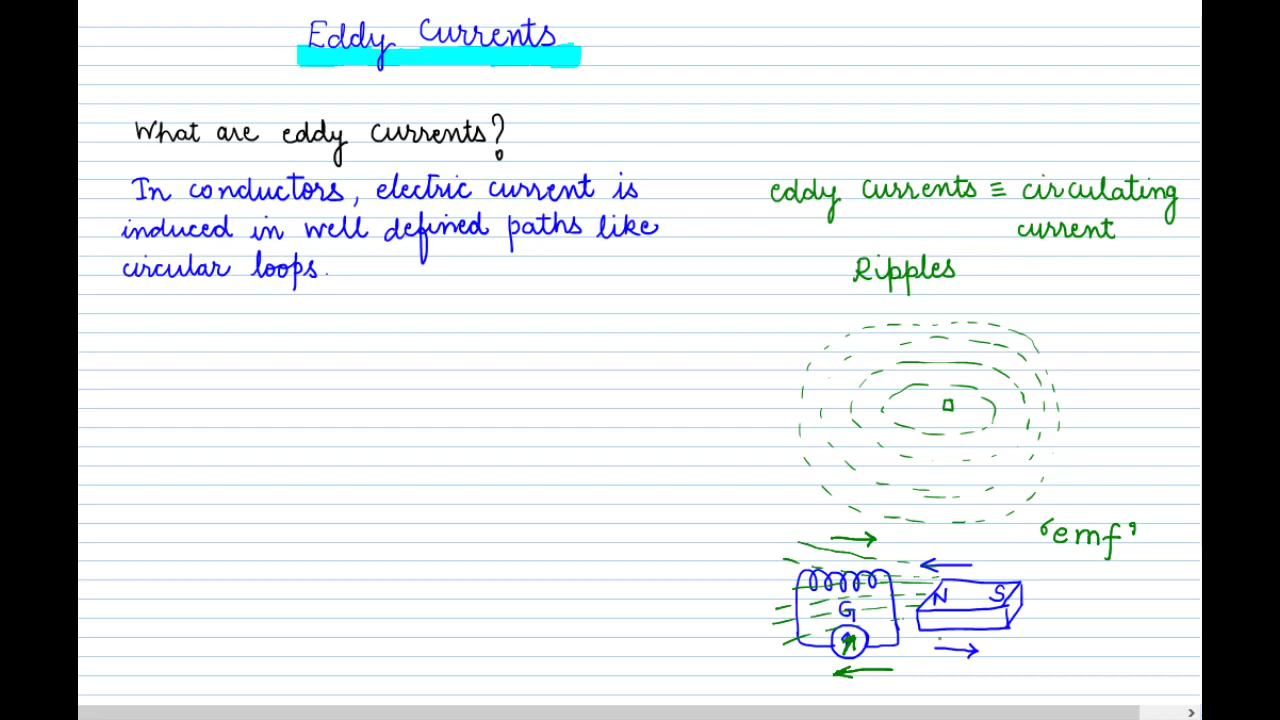 Eddy Currents
What are eddy currents?
In conductors, electric current is
induced in well defined paths like
circular loops.
eddy currents ≡ circulating
current
Ripples
'emf'
N S
G